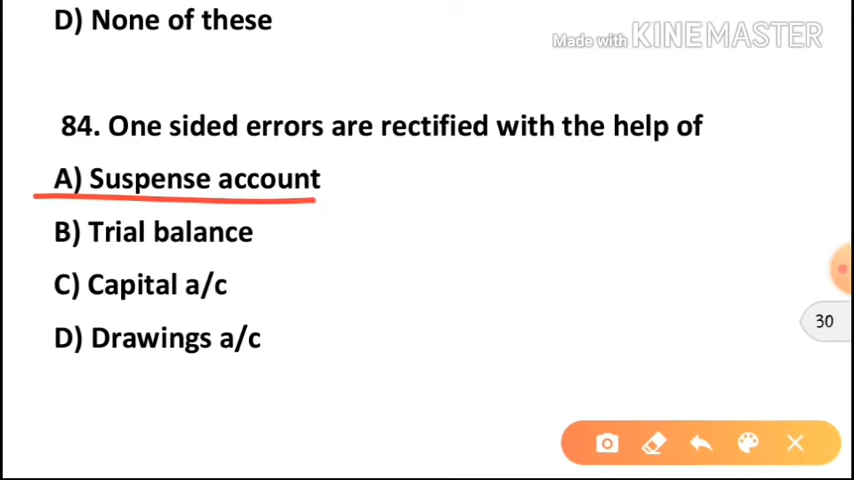 D) None of these
Made with KINEMASTER
84. One sided errors are rectified with the help of
A) Suspense account
B) Trial balance
C) Capital a/c
30
D) Drawings a/c